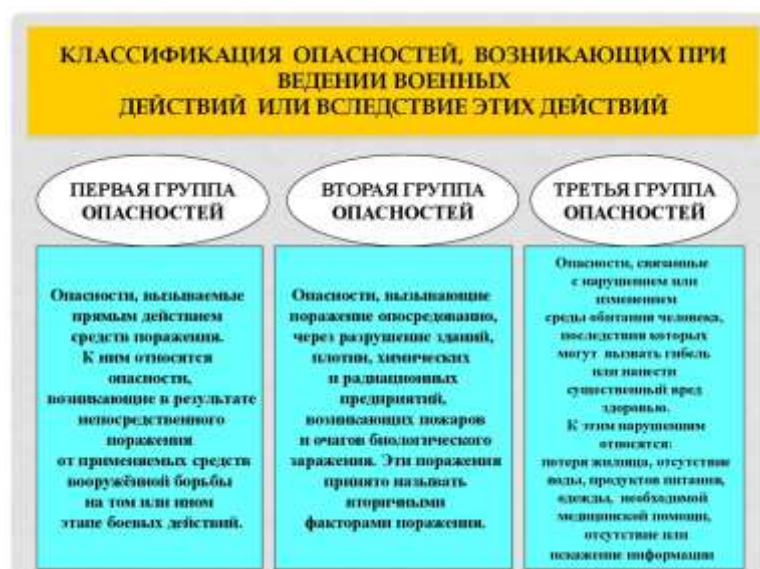 КЛАССИФИКАЦИЯ ОПАСНОСТЕЙ, ВОЗНИКАЮЩИХ ПРИ
ВЕДЕНИИ ВОЕННЫХ
ДЕЙСТВИЙ ИЛИ ВСЛЕДСТВИЕ ЭТИХ ДЕЙСТВИЙ
ПЕРВАЯ ГРУППА
ОПАСНОСТЕЙ
Опасности, вызываемые
прямым действием
средств поражения.
К ним относятся
опасности,
возникающие в результате
непосредственного
поражения
от применяемых средств
вооружённой борьбы
на том или ином
этапе боевых действий.
ВТОРАЯ ГРУППА
ОПАСНОСТЕЙ
Опасности, вызывающие
поражение опосредованно,
через разрушение зданий,
плотин, химических
и радиационных
предприятий,
возникающих пожаров
и очагов биологического
заражения. Эти поражения
принято называть
вторичными
факторами поражения.
ТРЕТЬЯ ГРУППА
ОПАСНОСТЕЙ
Опасности, связанные
с нарушением или
изменением
среды обитания человека,
последствия которых
могут вызвать гибель
или нанести
существенный вред
здоровью.
К этим нарушениям
относятся:
потеря жилища, отсутствие
воды, продуктов питания,
одежды, необходимой
медицинской помощи,
отсутствие или
искажение информации